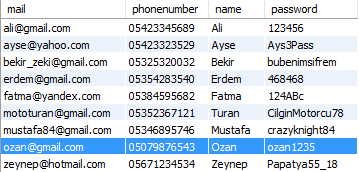 mail phonenumber name password
ali@gmail.com 05423345689 Ali 123456
ayse@yahoo.com 05423323529 Ayse Ays3Pass
bekir_zeki@gmail.com 05325320032 Bekir bubenimsifrem
erdem@gmail.com 05354283540 Erdem 468468
fatma@yandex.com 05384595682 Fatma 124ABc
mototuran@gmail.com 05352367121 Turan CilginMotorcu78
mustafa84@gmail.com 05346895746 Mustafa crazyknight84
ozan@gmail.com 05079876543 Ozan ozan1235
zeynep@hotmail.com 05671234534 Zeynep Papatya55_18